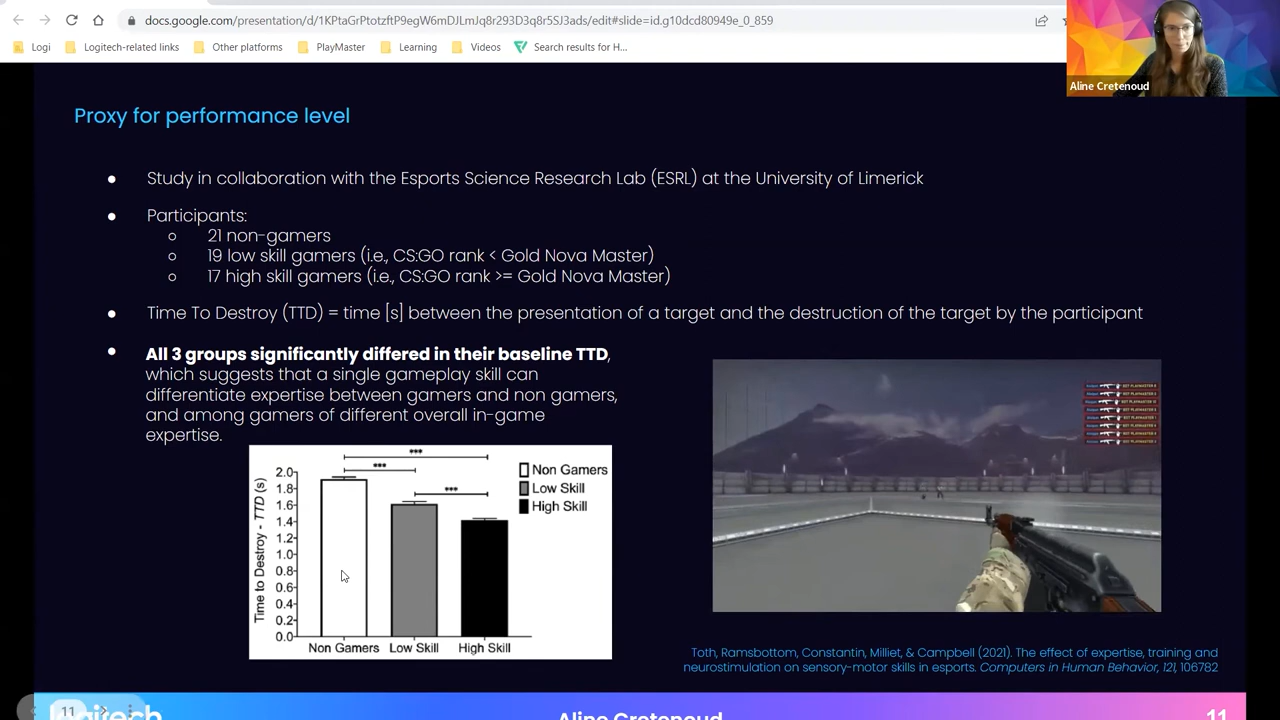 docs.google.com/presentation/d/1KPtaGrPtotzftP9egW6mDJLmJq8r293D3q8r5SJ3ads/edit#slide=id.g10dcd80949e_0_859
Logi
Logitech-related links
Other platforms
PlayMaster
Learning
Videos
Search results for H...
Aline Cretenoud
Proxy for performance level
● Study in collaboration with the Esports Science Research Lab (ESRL) at the University of Limerick
● Participants:
○ 21 non-gamers
○ 19 low skill gamers (i.e., CS:GO rank < Gold Nova Master)
○ 17 high skill gamers (i.e., CS:GO rank >= Gold Nova Master)
● Time To Destroy (TTD) = time [s] between the presentation of a target and the destruction of the target by the participant
● All 3 groups significantly differed in their baseline TTD,
which suggests that a single gameplay skill can
differentiate expertise between gamers and non gamers,
and among gamers of different overall in-game
expertise.
***
***
***
Non Gamers
Low Skill
High Skill
Time to Destroy - TTD (s)
2.0
1.8
1.6
1.4
1.2
1.0
0.8
0.6
0.4
0.2
0.0
Non Gamers Low Skill High Skill
Toth, Ramsbottom, Constantin, Milliet, & Campbell (2021). The effect of expertise, training and
neurostimulation on sensory-motor skills in esports. Computers in Human Behavior, 121, 106782
11
logitech
Aline Cretenoud
11